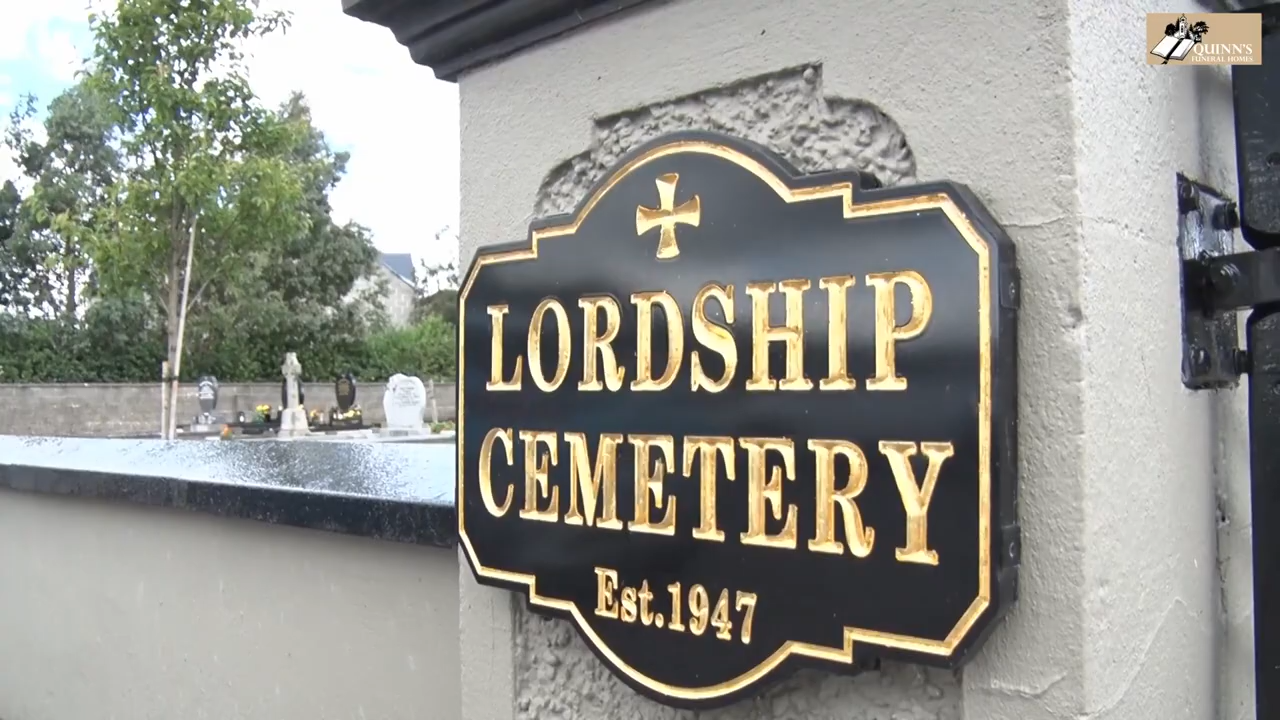 QUINN'S
FUNERAL HOMES
LORDSHIP
CEMETERY
Est.1947